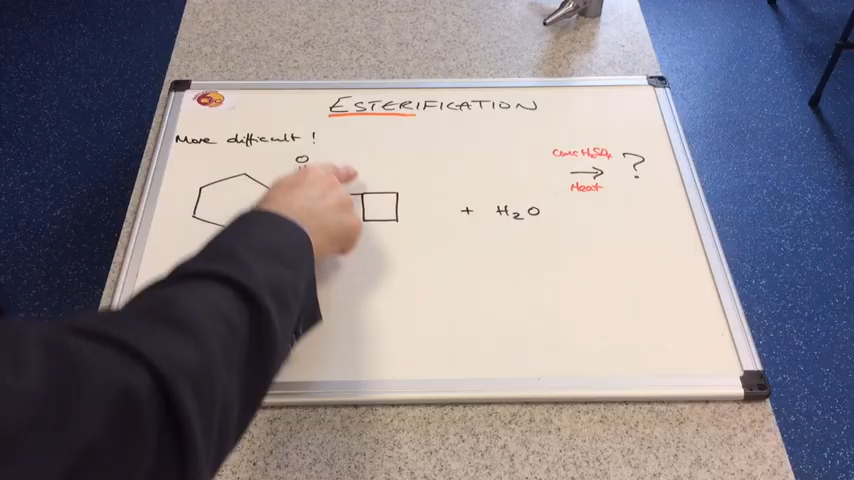 ESTERIFICATION
More difficult !
O
Conc H₂SO₄
→ ?
Heat
+ H₂O